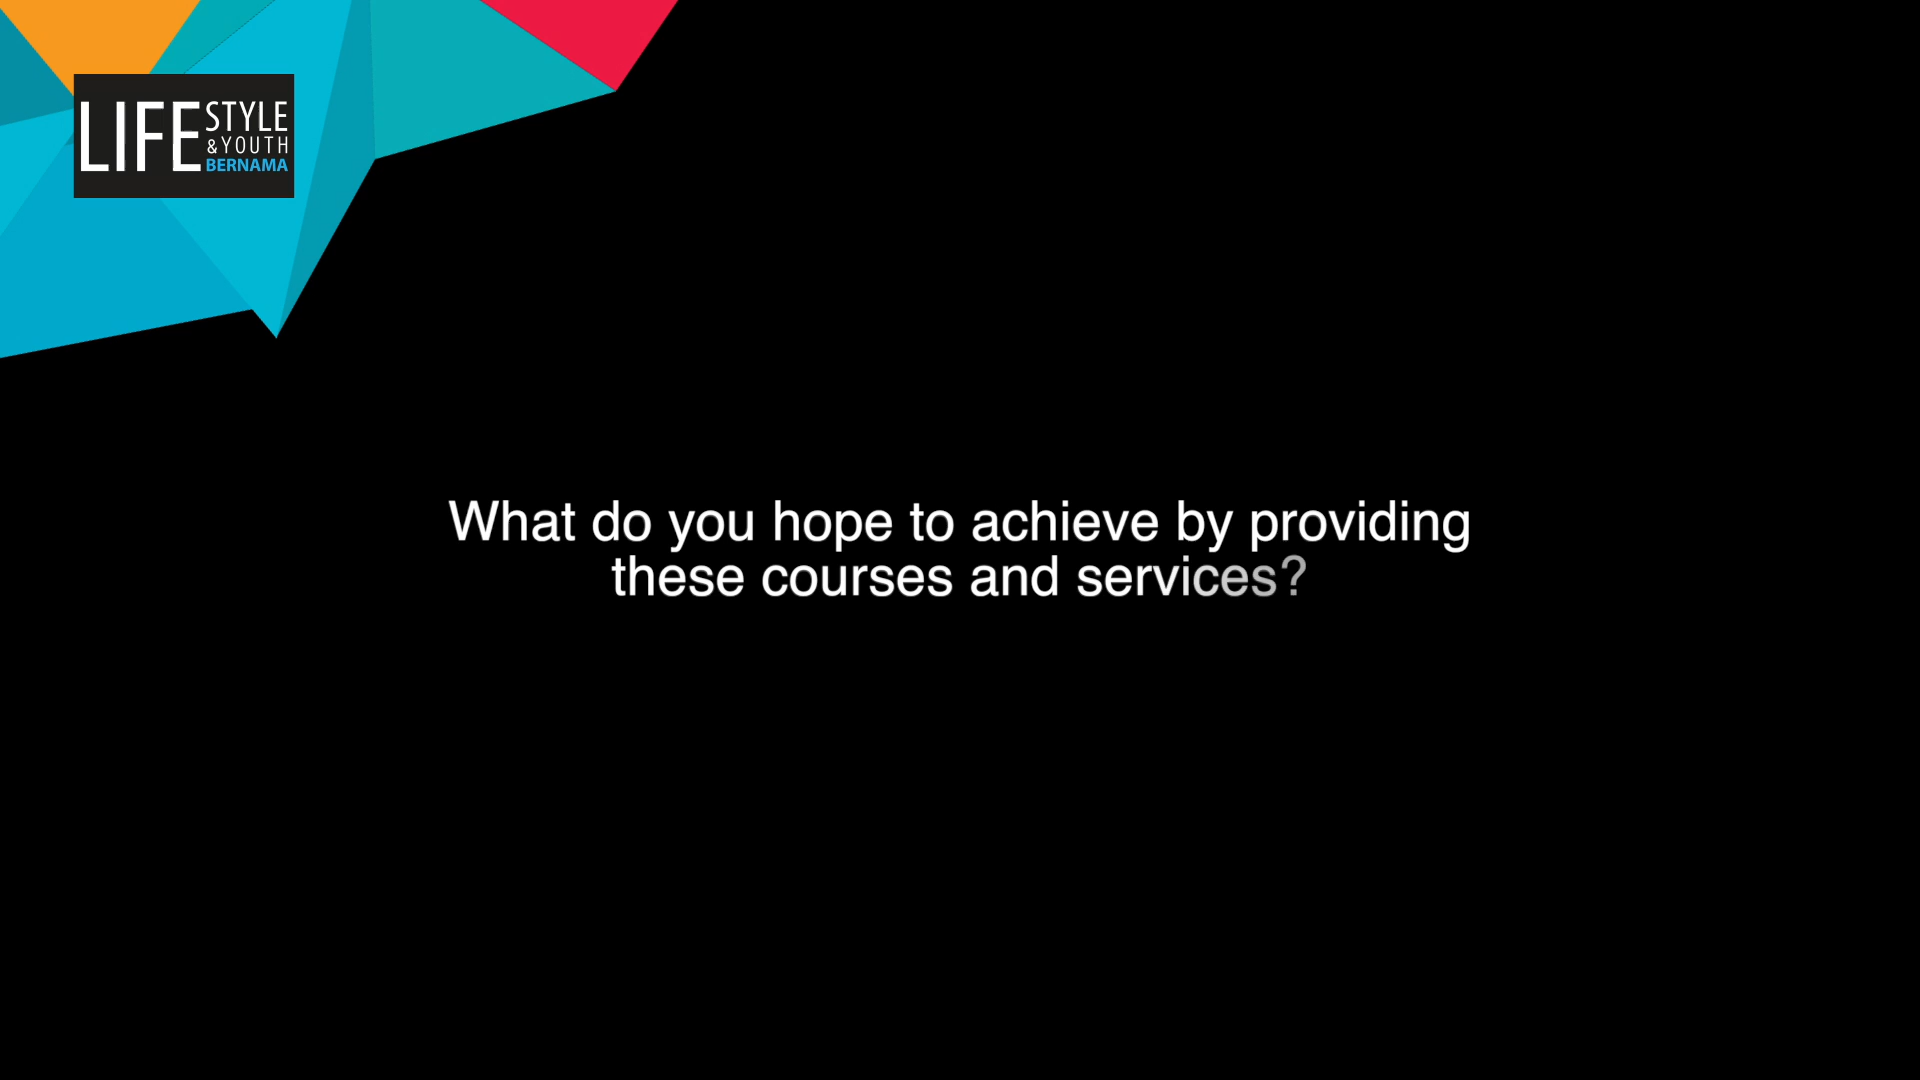 LIFE STYLE
&YOUTH
BERNAMA
What do you hope to achieve by providing
these courses and services?